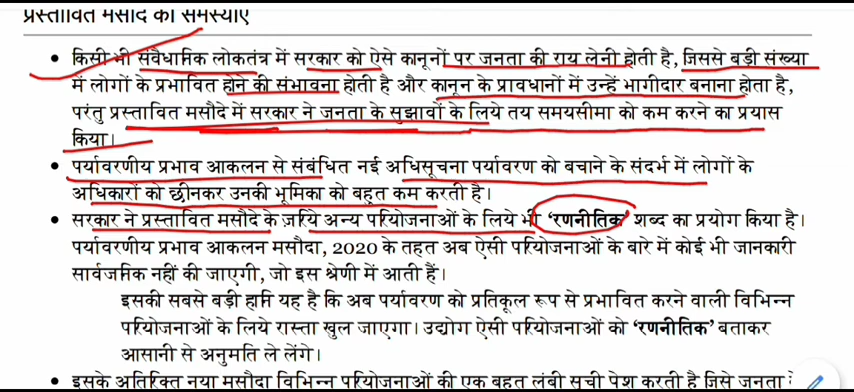 प्रस्तावित मसौदे की समस्याएँ
किसी भी संवैधानिक लोकतंत्र में सरकार को ऐसे कानूनों पर जनता की राय लेनी होती है, जिससे बड़ी संख्या
में लोगों के प्रभावित होने की संभावना होती है और कानून के प्रावधानों में उन्हें भागीदार बनाना होता है,
परंतु प्रस्तावित मसौदे में सरकार ने जनता के सुझावों के लिये तय समयसीमा को कम करने का प्रयास
किया।
पर्यावरणीय प्रभाव आकलन से संबंधित नई अधिसूचना पर्यावरण को बचाने के संदर्भ में लोगों के
अधिकारों को छीनकर उनकी भूमिका को बहुत कम करती है।
सरकार ने प्रस्तावित मसौदे के ज़रिये अन्य परियोजनाओं के लिये भी ‘रणनीतिक’ शब्द का प्रयोग किया है।
पर्यावरणीय प्रभाव आकलन मसौदा, 2020 के तहत अब ऐसी परियोजनाओं के बारे में कोई भी जानकारी
सार्वजनिक नहीं की जाएगी, जो इस श्रेणी में आती हैं।
इसकी सबसे बड़ी हानि यह है कि अब पर्यावरण को प्रतिकूल रूप से प्रभावित करने वाली विभिन्न
परियोजनाओं के लिये रास्ता खुल जाएगा। उद्योग ऐसी परियोजनाओं को ‘रणनीतिक’ बताकर
आसानी से अनुमति ले लेंगे।
इसके अतिरिक्त नया मसौदा विभिन्न परियोजनाओं की एक बहुत लंबी सूची पेश करती है जिसे जनता